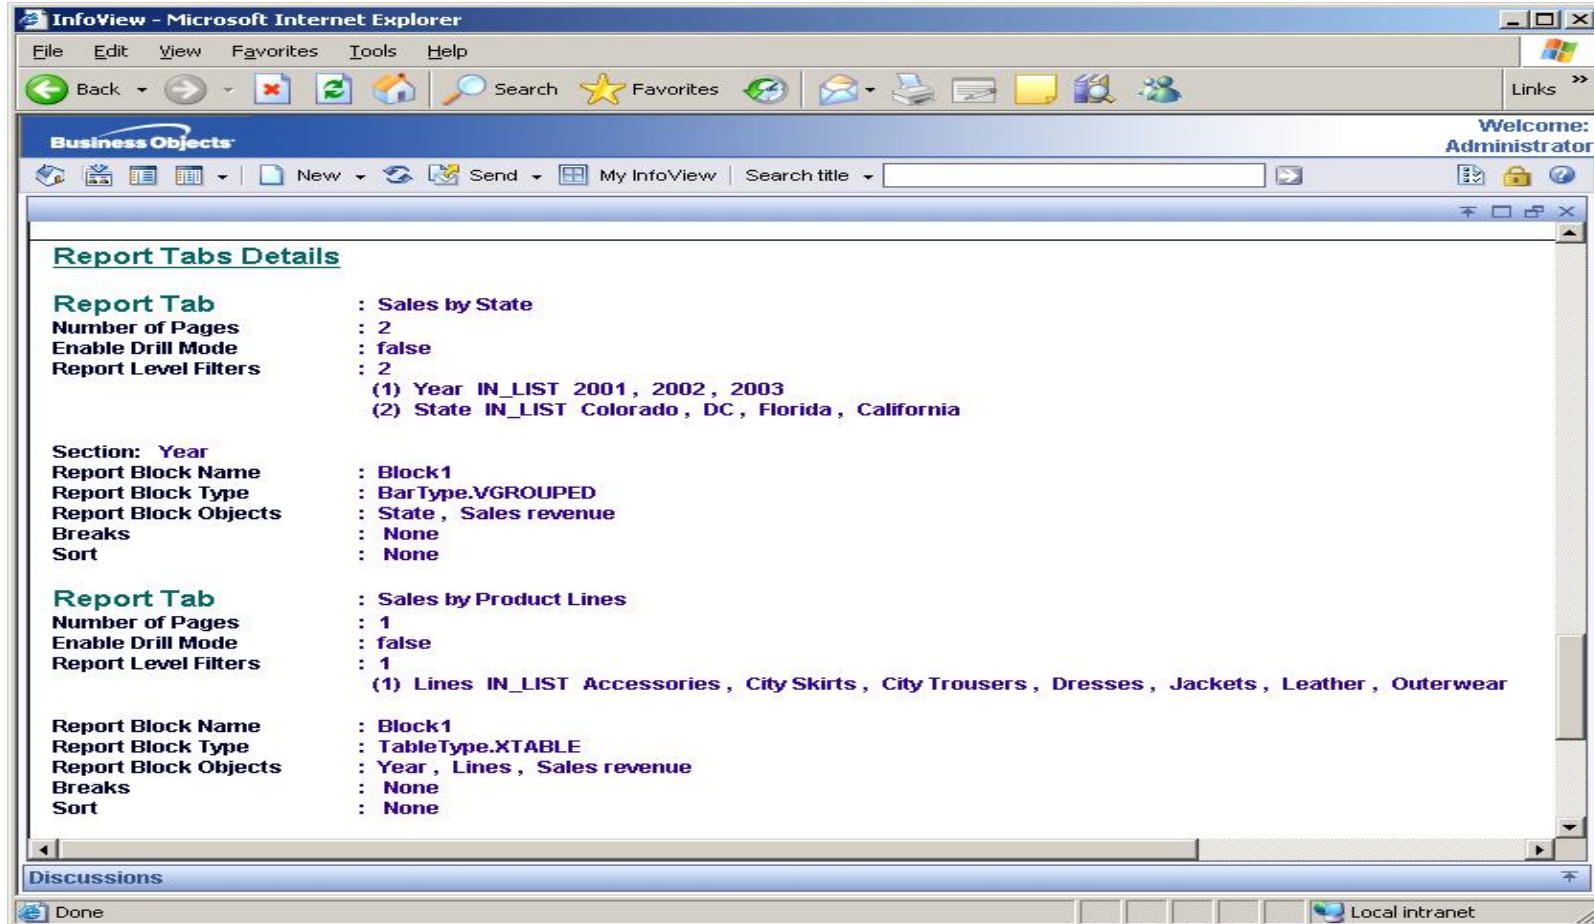 InfoView - Microsoft Internet Explorer
File Edit View Favorites Tools Help
Back Search Favorites Links »
Business Objects
Welcome:
Administrator
New Send My InfoView Search title
Report Tabs Details
Report Tab : Sales by State
Number of Pages : 2
Enable Drill Mode : false
Report Level Filters : 2
(1) Year IN_LIST 2001 , 2002 , 2003
(2) State IN_LIST Colorado , DC , Florida , California
Section: Year
Report Block Name : Block1
Report Block Type : BarType.VGROUPED
Report Block Objects : State , Sales revenue
Breaks : None
Sort : None
Report Tab : Sales by Product Lines
Number of Pages : 1
Enable Drill Mode : false
Report Level Filters : 1
(1) Lines IN_LIST Accessories , City Skirts , City Trousers , Dresses , Jackets , Leather , Outerwear
Report Block Name : Block1
Report Block Type : TableType.XTABLE
Report Block Objects : Year , Lines , Sales revenue
Breaks : None
Sort : None
Discussions
Done Local intranet